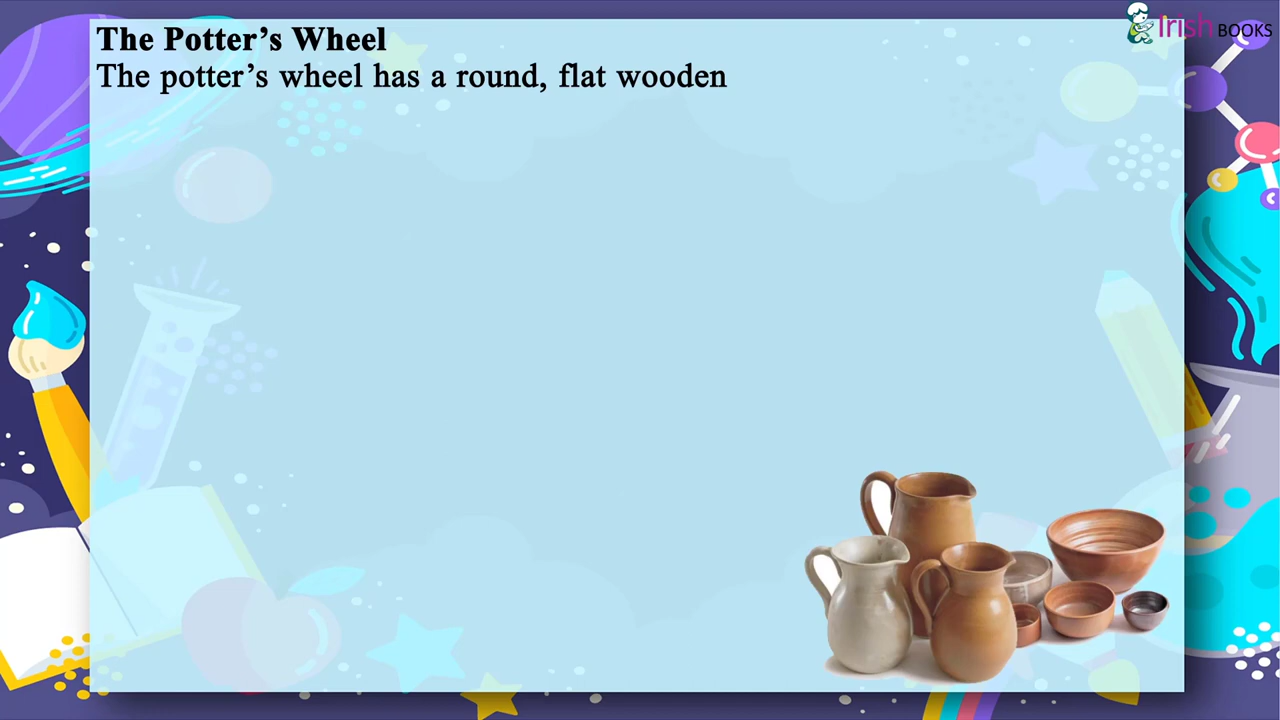 Irish BOOKS
The Potter’s Wheel
The potter’s wheel has a round, flat wooden